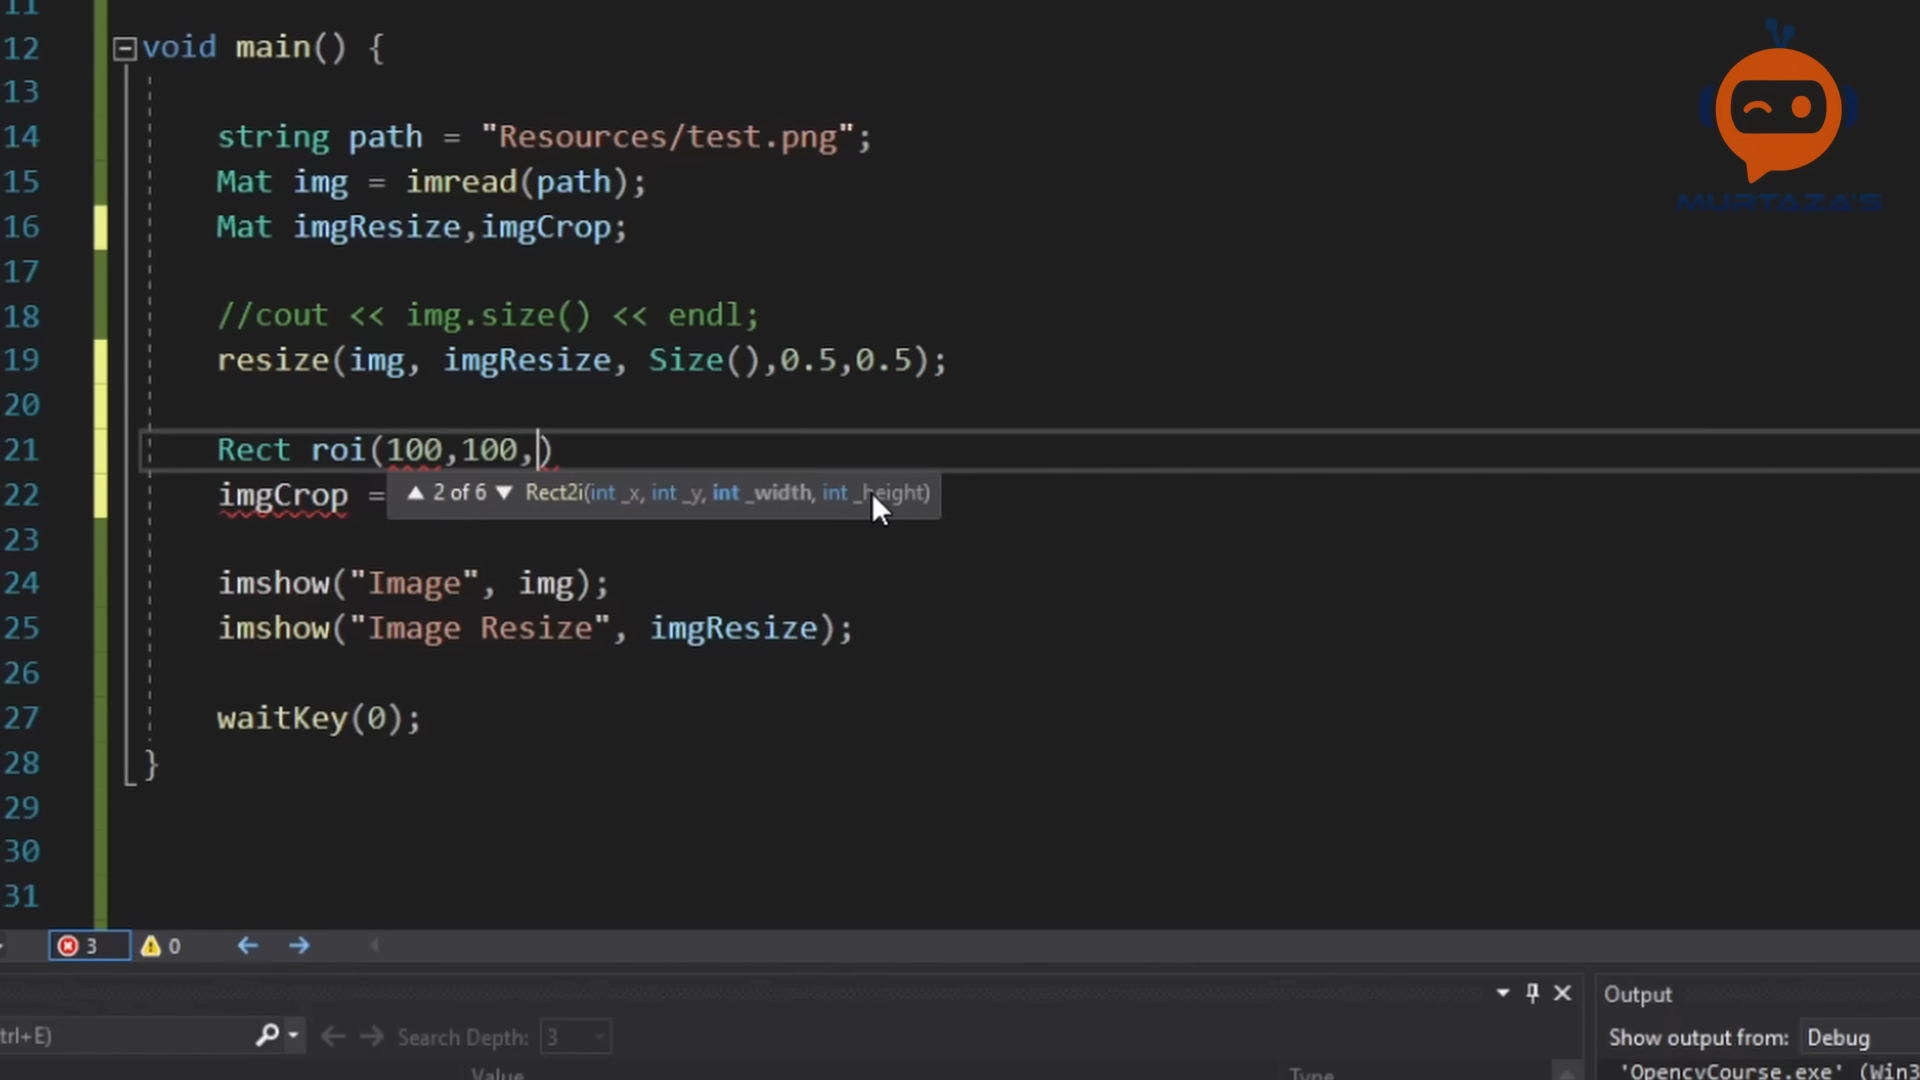 11
12 void main() {
13
14 string path = "Resources/test.png";
15 Mat img = imread(path);
16 Mat imgResize,imgCrop;
17
18 //cout << img.size() << endl;
19 resize(img, imgResize, Size(),0.5,0.5);
20
21 Rect roi(100,100,)
22 imgCrop =
2 of 6 Rect2i(int _x, int _y, int _width, int _height)
23
24 imshow("Image", img);
25 imshow("Image Resize", imgResize);
26
27 waitKey(0);
28 }
29
30
31
MURTAZA'S
3 0
trl+E) Search Depth: 3
Value Type
Output
Show output from: Debug
'OpencvCourse.exe' (Win3